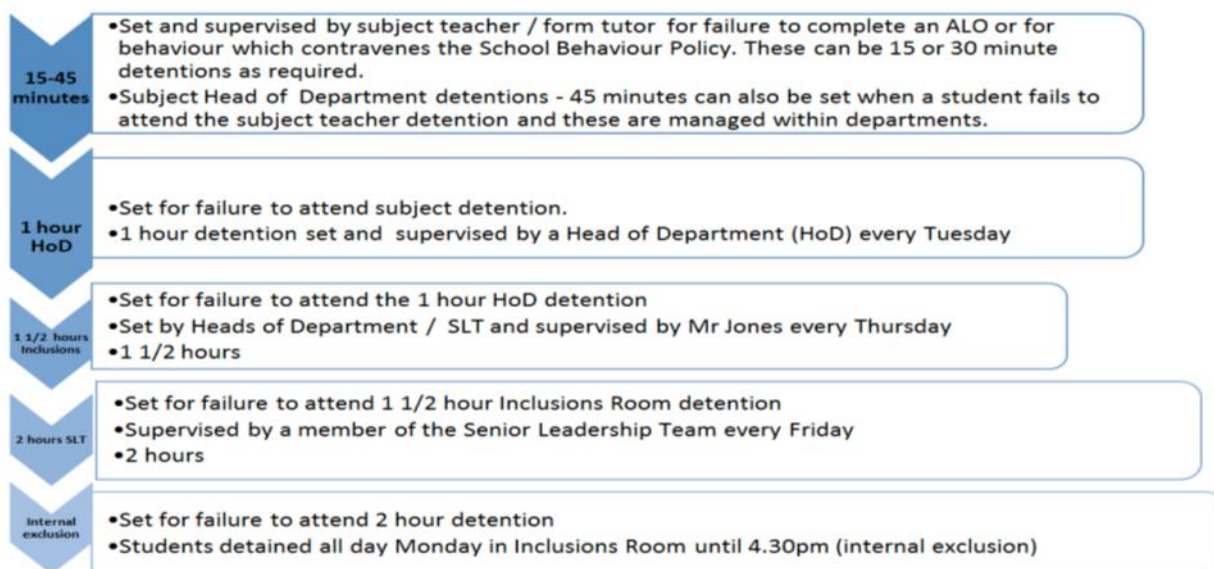 15-45
minutes
•Set and supervised by subject teacher / form tutor for failure to complete an ALO or for
behaviour which contravenes the School Behaviour Policy. These can be 15 or 30 minute
detentions as required.
•Subject Head of Department detentions - 45 minutes can also be set when a student fails to
attend the subject teacher detention and these are managed within departments.
1 hour
HoD
•Set for failure to attend subject detention.
•1 hour detention set and supervised by a Head of Department (HoD) every Tuesday
1 1/2 hours
Inclusions
•Set for failure to attend the 1 hour HoD detention
•Set by Heads of Department / SLT and supervised by Mr Jones every Thursday
•1 1/2 hours
2 hours SLT
•Set for failure to attend 1 1/2 hour Inclusions Room detention
•Supervised by a member of the Senior Leadership Team every Friday
•2 hours
Internal
exclusion
•Set for failure to attend 2 hour detention
•Students detained all day Monday in Inclusions Room until 4.30pm (internal exclusion)